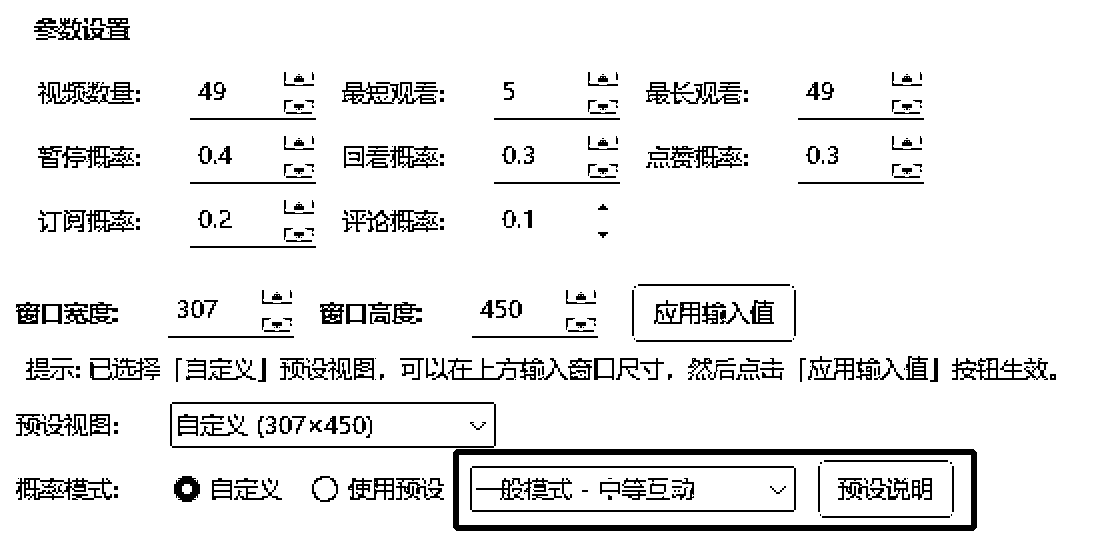 参数设置
视频数量: 49 最短观看: 5 最长观看: 49
暂停概率: 0.4 回看概率: 0.3 点赞概率: 0.3
订阅概率: 0.2 评论概率: 0.1
窗口宽度: 307 窗口高度: 450 应用输入值
提示: 已选择「自定义」预设视图，可以在上方输入窗口尺寸，然后点击「应用输入值」按钮生效。
预设视图: 自定义 (307×450)
概率模式: 自定义 使用预设 一般模式 - 中等互动 预设说明